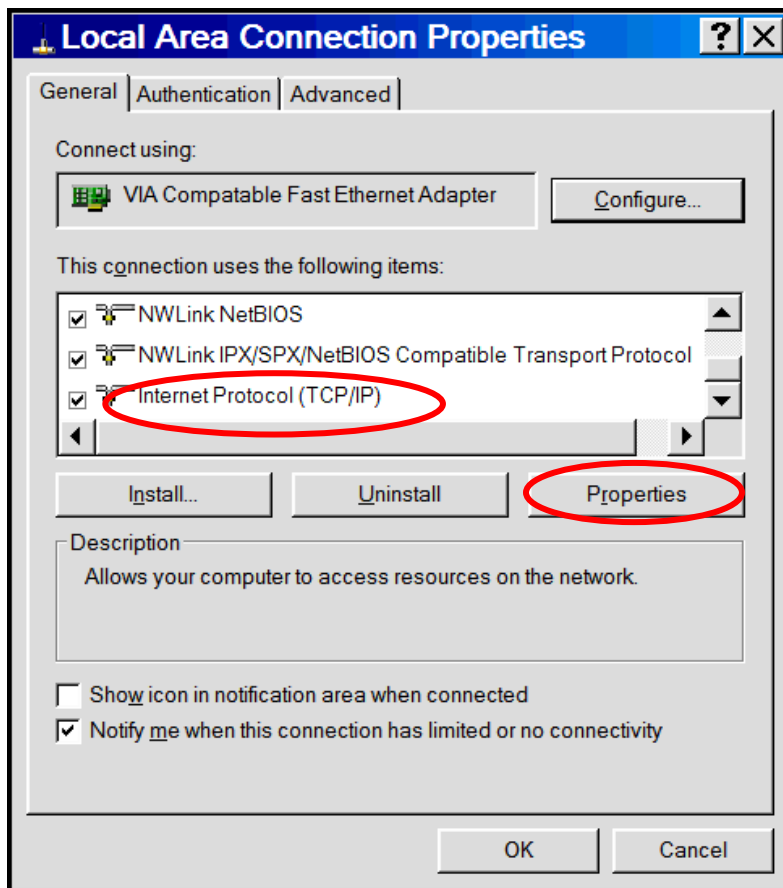 Local Area Connection Properties ? X
General Authentication Advanced
Connect using:
VIA Compatable Fast Ethernet Adapter Configure...
This connection uses the following items:
NWLink NetBIOS
NWLink IPX/SPX/NetBIOS Compatible Transport Protocol
Internet Protocol (TCP/IP)
Install... Uninstall Properties
Description
Allows your computer to access resources on the network.
Show icon in notification area when connected
Notify me when this connection has limited or no connectivity
OK Cancel